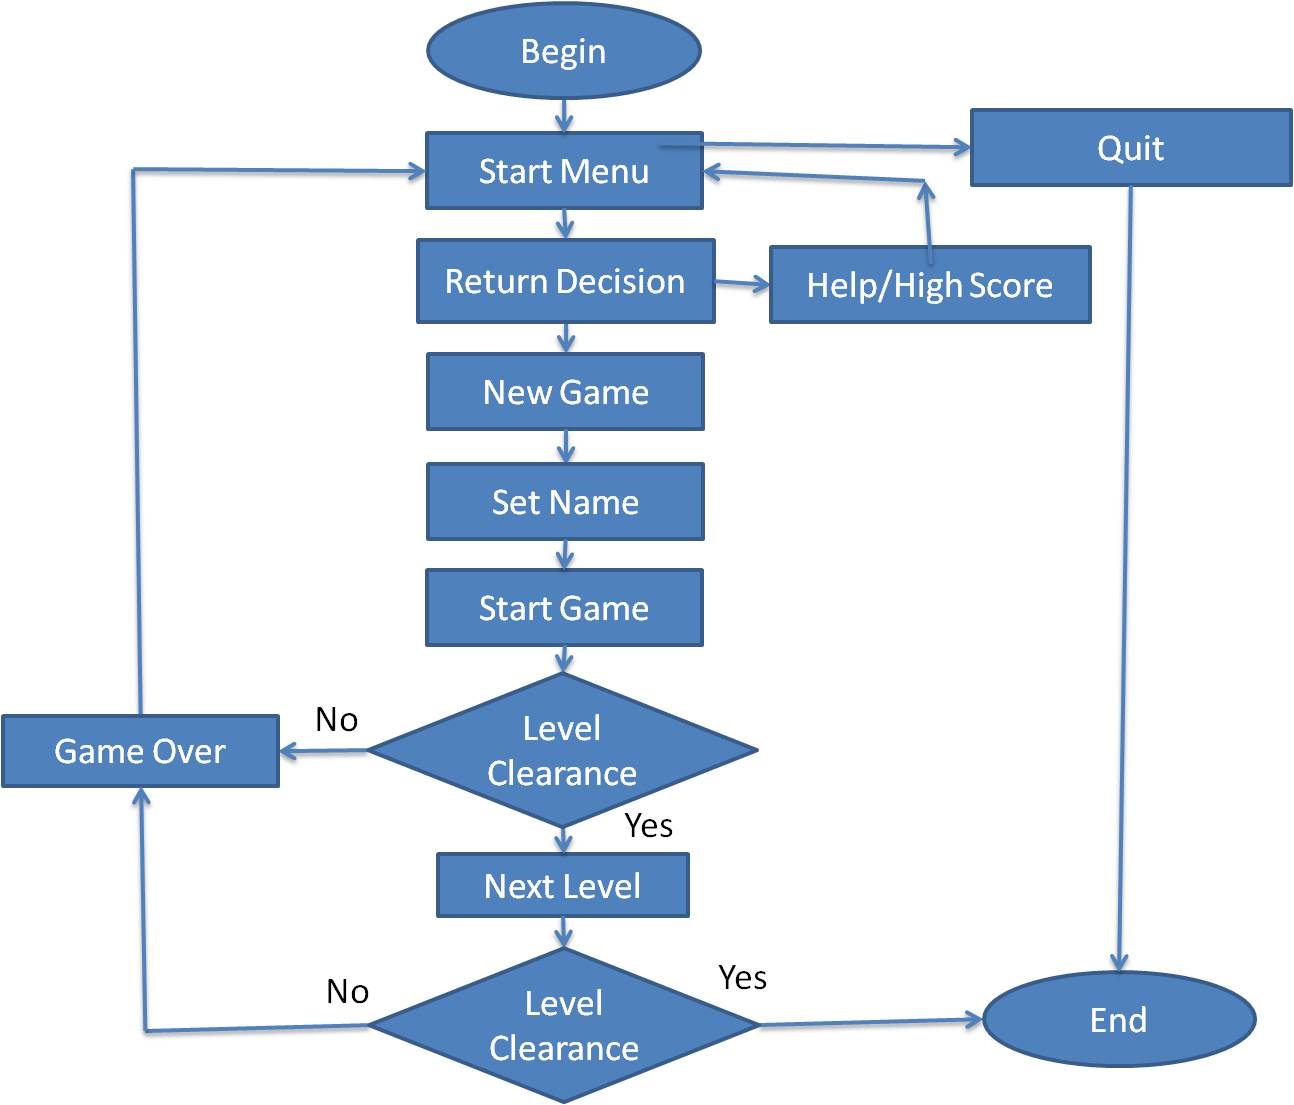 Begin
Start Menu
Quit
Return Decision
Help/High Score
New Game
Set Name
Start Game
No
Level
Clearance
Game Over
Yes
Next Level
No
Level
Clearance
Yes
End